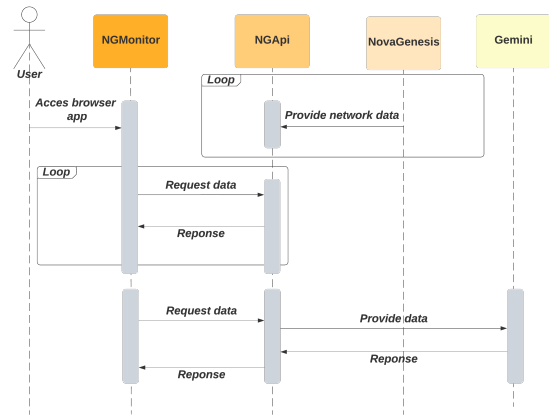 NGMonitor
NGApi
NovaGenesis
Gemini
User
Loop
Acces browser
app
Provide network data
Loop
Request data
Reponse
Request data
Provide data
Reponse
Reponse